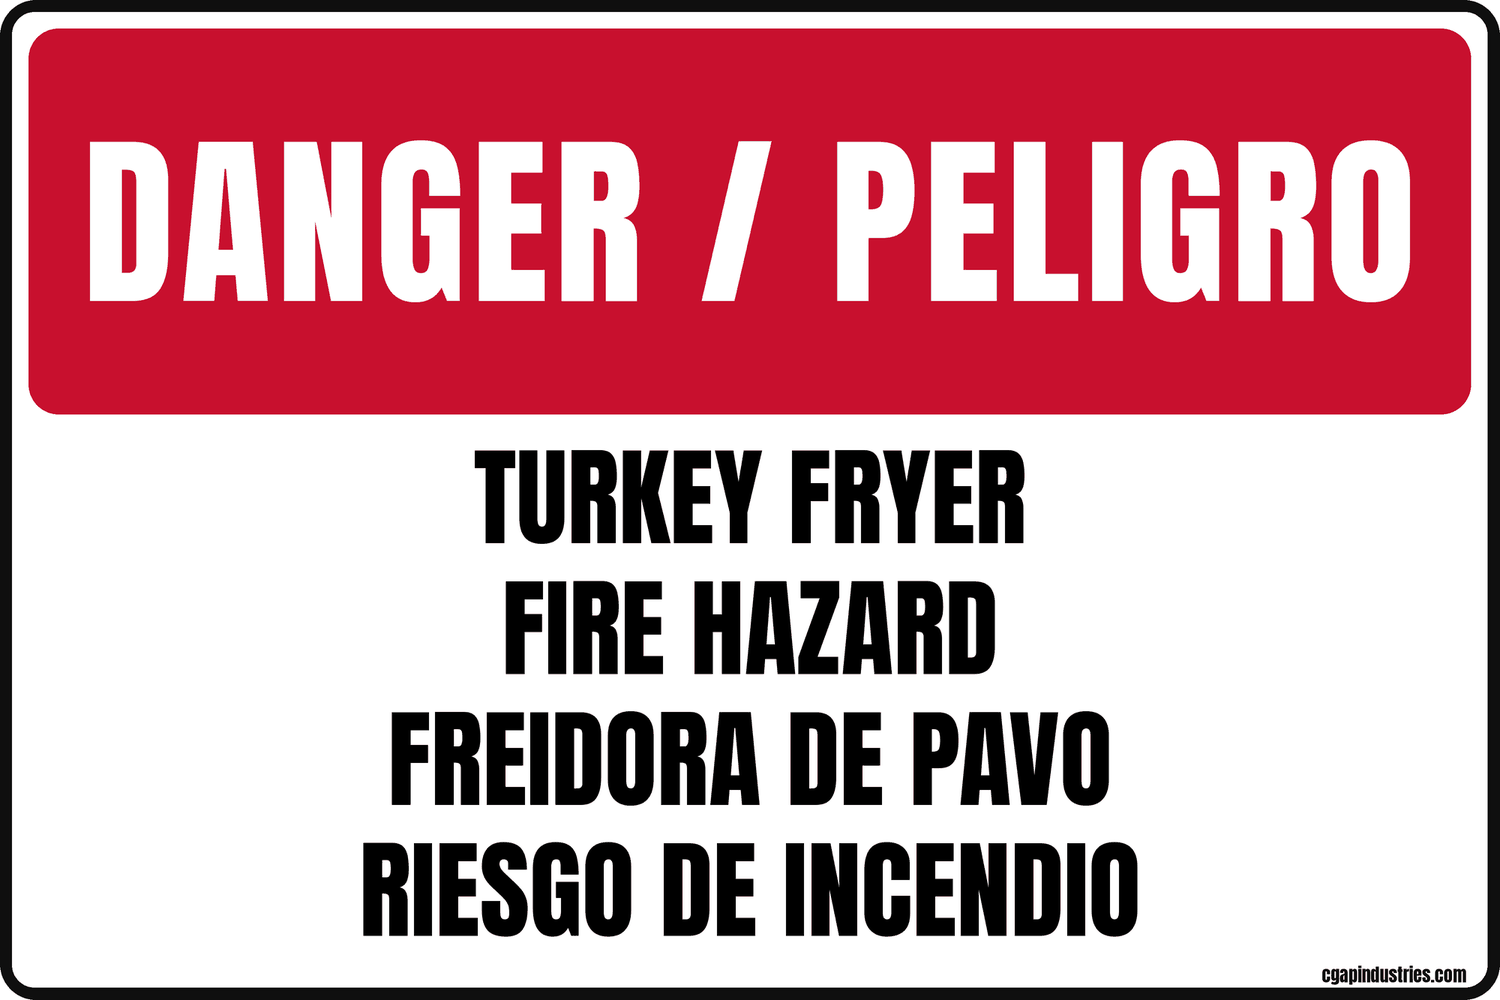 DANGER / PELIGRO
TURKEY FRYER
FIRE HAZARD
FREIDORA DE PAVO
RIESGO DE INCENDIO
cgapindustries.com